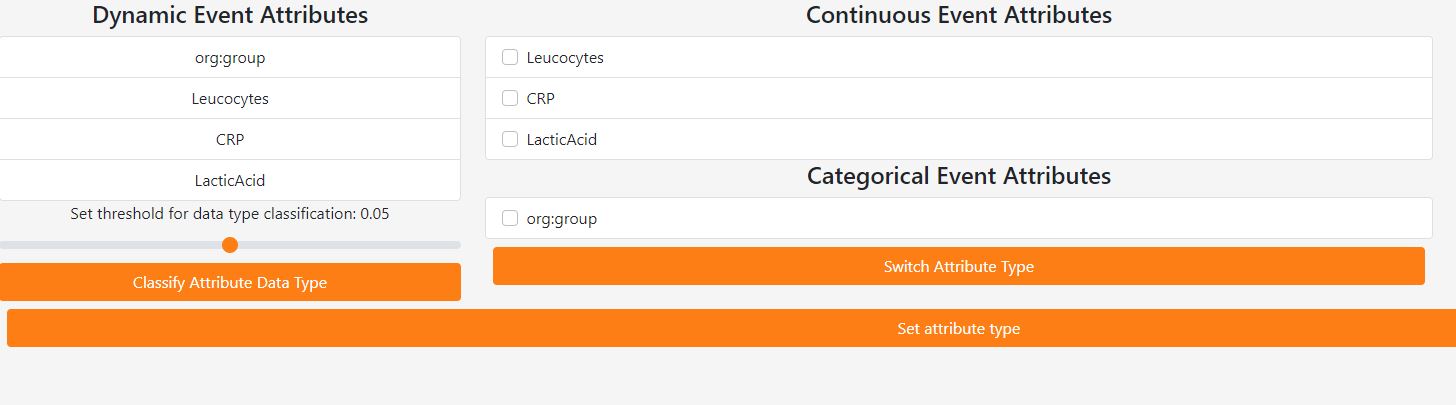 Dynamic Event Attributes
org:group
Leucocytes
CRP
LacticAcid
Set threshold for data type classification: 0.05
Classify Attribute Data Type
Continuous Event Attributes
Leucocytes
CRP
LacticAcid
Categorical Event Attributes
org:group
Switch Attribute Type
Set attribute type